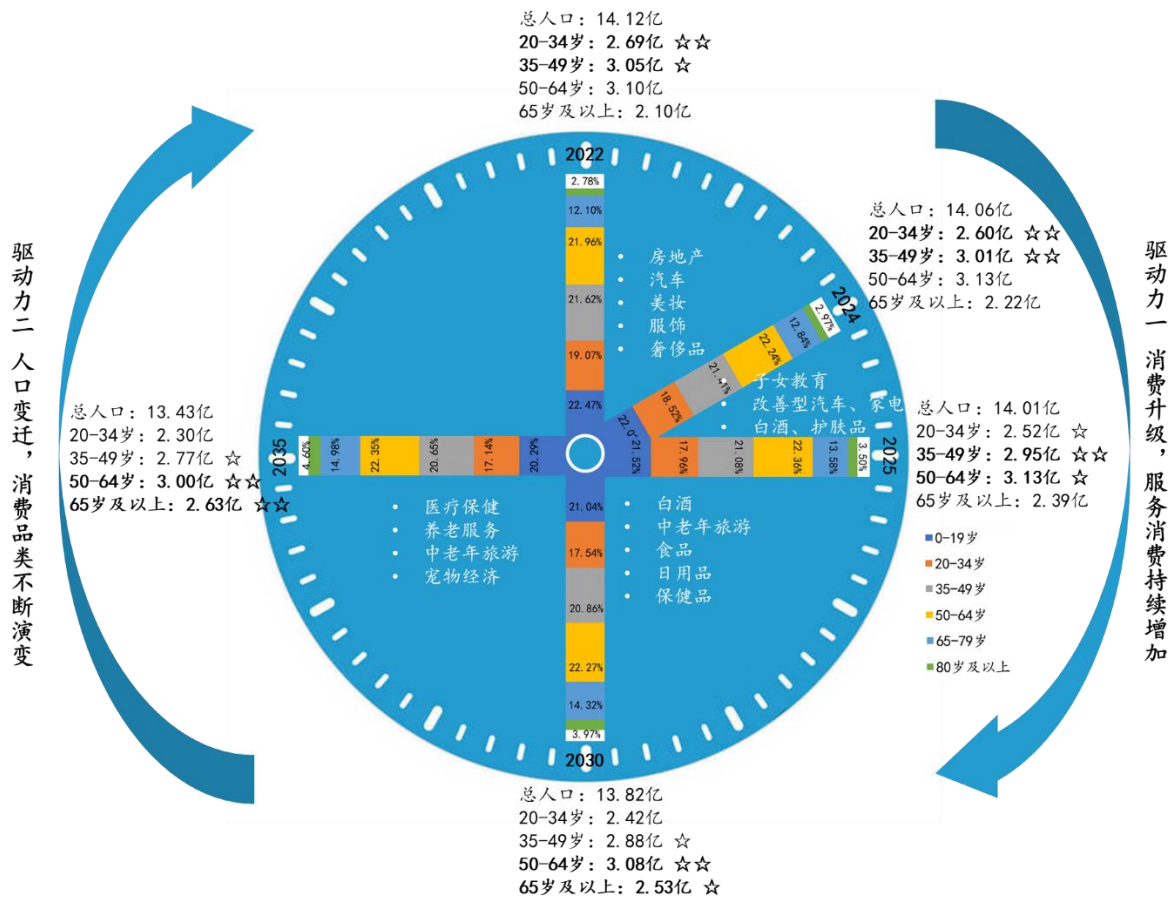 总人口：14.12亿
20-34岁：2.69亿 ☆☆
35-49岁：3.05亿 ☆
50-64岁：3.10亿
65岁及以上：2.10亿
2022
2.78%
12.10%
21.96%
21.62%
19.07%
22.47%
房地产
汽车
美妆
服饰
奢侈品
总人口：14.06亿
20-34岁：2.60亿 ☆☆
35-49岁：3.01亿 ☆☆
50-64岁：3.13亿
65岁及以上：2.22亿
2024
2.97%
12.84%
22.24%
21.41%
18.52%
子女教育
改善型汽车、家电
白酒、护肤品
总人口：14.01亿
20-34岁：2.52亿 ☆
35-49岁：2.95亿 ☆☆
50-64岁：3.13亿 ☆
65岁及以上：2.39亿
2025
3.50%
13.58%
22.36%
21.08%
17.96%
21.52%
白酒
中老年旅游
食品
日用品
保健品
0-19岁
20-34岁
35-49岁
50-64岁
65-79岁
80岁及以上
21.04%
17.54%
20.86%
22.27%
14.32%
3.97%
2030
总人口：13.82亿
20-34岁：2.42亿
35-49岁：2.88亿 ☆
50-64岁：3.08亿 ☆☆
65岁及以上：2.53亿 ☆
医疗保健
养老服务
中老年旅游
宠物经济
2035
4.60%
14.98%
22.35%
20.65%
17.14%
20.29%
总人口：13.43亿
20-34岁：2.30亿
35-49岁：2.77亿 ☆
50-64岁：3.00亿 ☆☆
65岁及以上：2.63亿 ☆☆
驱动力一 消费升级，服务消费持续增加
驱动力二 人口变迁，消费品类不断演变